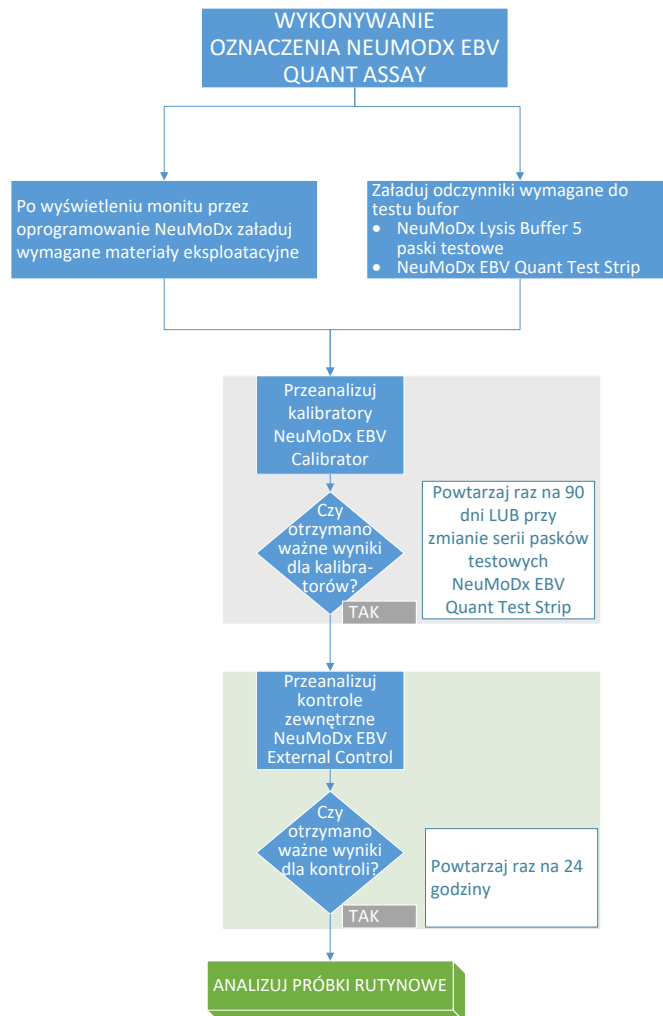 WYKONYWANIE
OZNACZENIA NEUMODX EBV
QUANT ASSAY
Po wyświetleniu monitu przez
oprogramowanie NeuMoDx załaduj
wymagane materiały eksploatacyjne
Załaduj odczynniki wymagane do
testu bufor
• NeuMoDx Lysis Buffer 5
paski testowe
• NeuMoDx EBV Quant Test Strip
Przeanalizuj
kalibratory
NeuMoDx EBV
Calibrator
Czy
otrzymano
ważne wyniki
dla kalibra-
torów?
TAK
Powtarzaj raz na 90
dni LUB przy
zmianie serii pasków
testowych
NeuMoDx EBV
Quant Test Strip
Przeanalizuj
kontrole
zewnętrzne
NeuMoDx EBV
External Control
Czy
otrzymano
ważne wyniki
dla kontroli?
TAK
Powtarzaj raz na 24
godziny
ANALIZUJ PRÓBKI RUTYNOWE